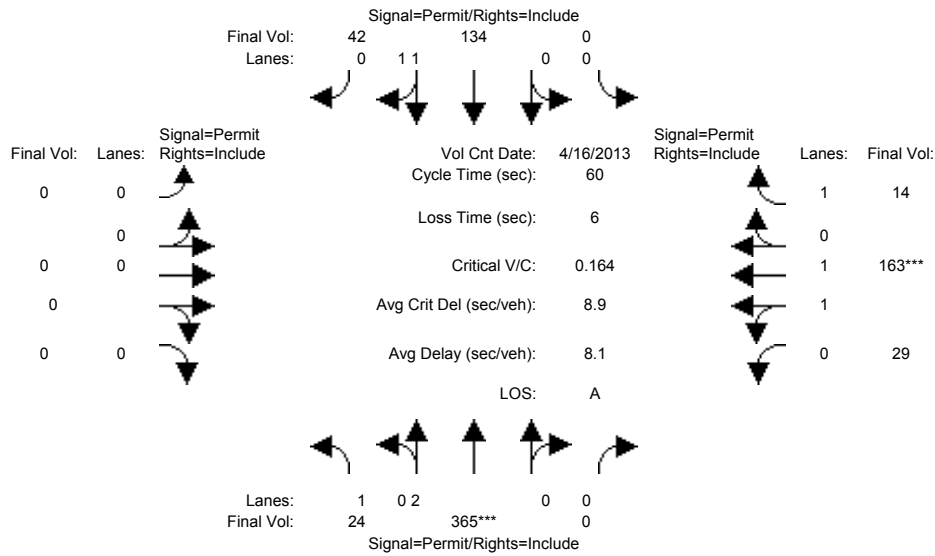 Signal=Permit/Rights=Include
Final Vol: 42 134 0
Lanes: 0 1 1 0 0
Signal=Permit Signal=Permit
Final Vol: Lanes: Rights=Include Vol Cnt Date: 4/16/2013 Rights=Include Lanes: Final Vol:
Cycle Time (sec): 60
0 0 1 14
Loss Time (sec): 6
0 0
0 0 Critical V/C: 0.164 1 163***
0 Avg Crit Del (sec/veh): 8.9 1
0 0 Avg Delay (sec/veh): 8.1 0 29
LOS: A
Lanes: 1 0 2 0 0
Final Vol: 24 365*** 0
Signal=Permit/Rights=Include